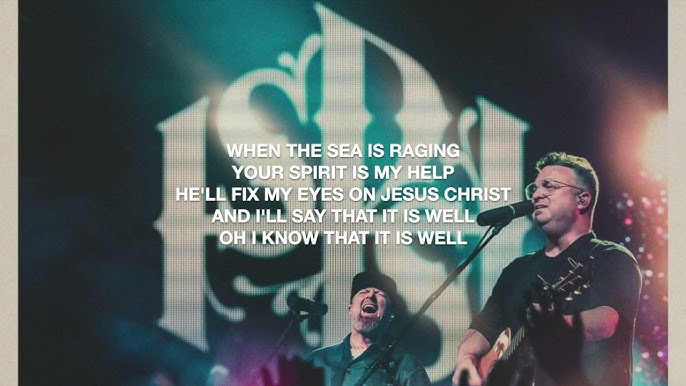 WHEN THE SEA IS RAGING
YOUR SPIRIT IS MY HELP
HE'LL FIX MY EYES ON JESUS CHRIST
AND I'LL SAY THAT IT IS WELL
OH I KNOW THAT IT IS WELL